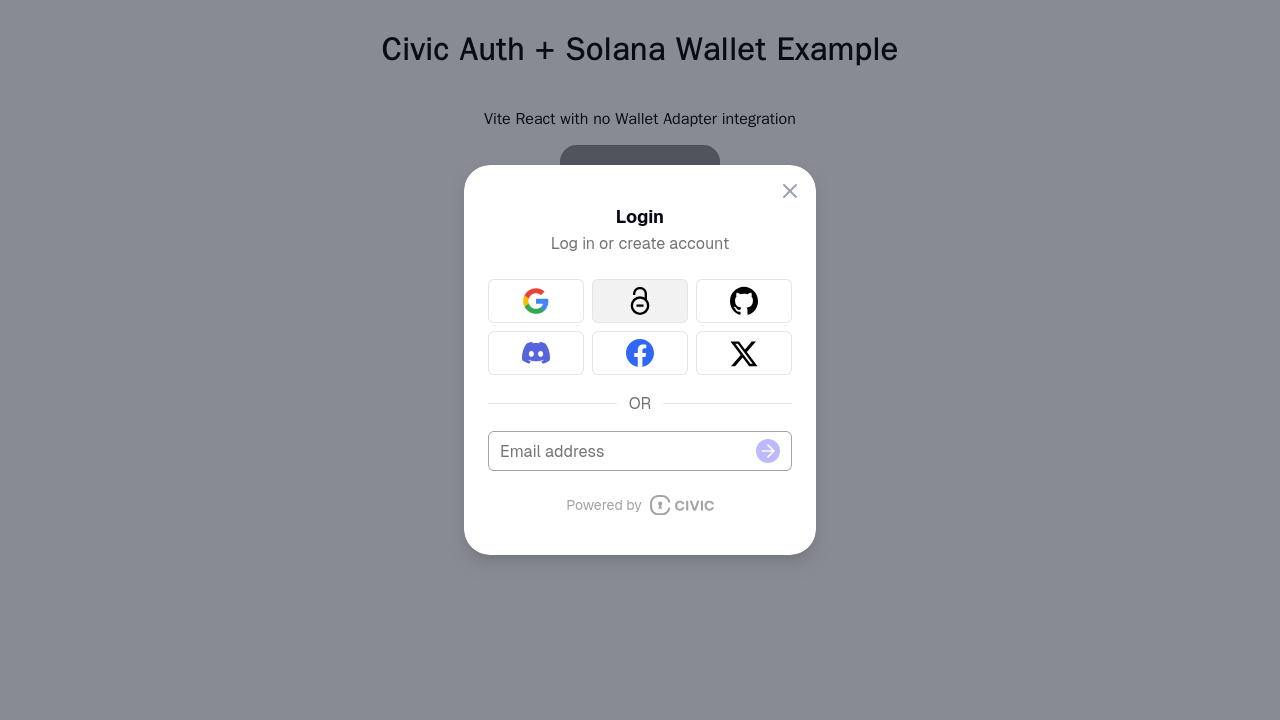 Civic Auth + Solana Wallet Example
Vite React with no Wallet Adapter integration
Login
Log in or create account
OR
Email address
Powered by CIVIC